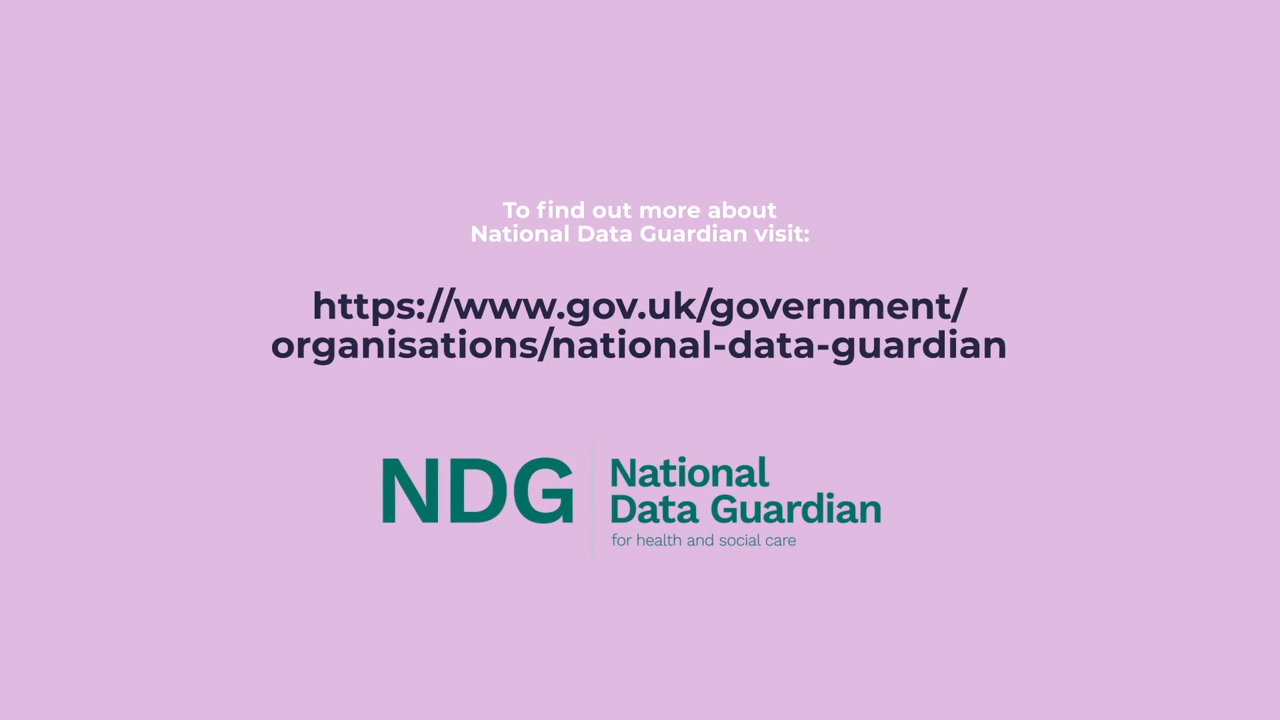 To find out more about
National Data Guardian visit:
https://www.gov.uk/government/
organisations/national-data-guardian
NDG
National
Data Guardian
for health and social care